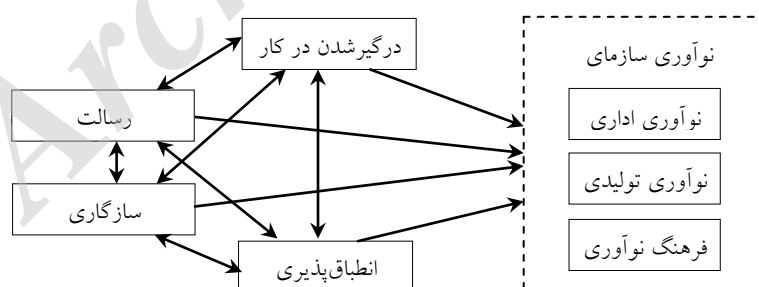 درگیرشدن در کار
نوآوری سازمای
رسالت
نوآوری اداری
نوآوری تولیدی
سازگاری
فرهنگ نوآوری
انطباق‌پذیری